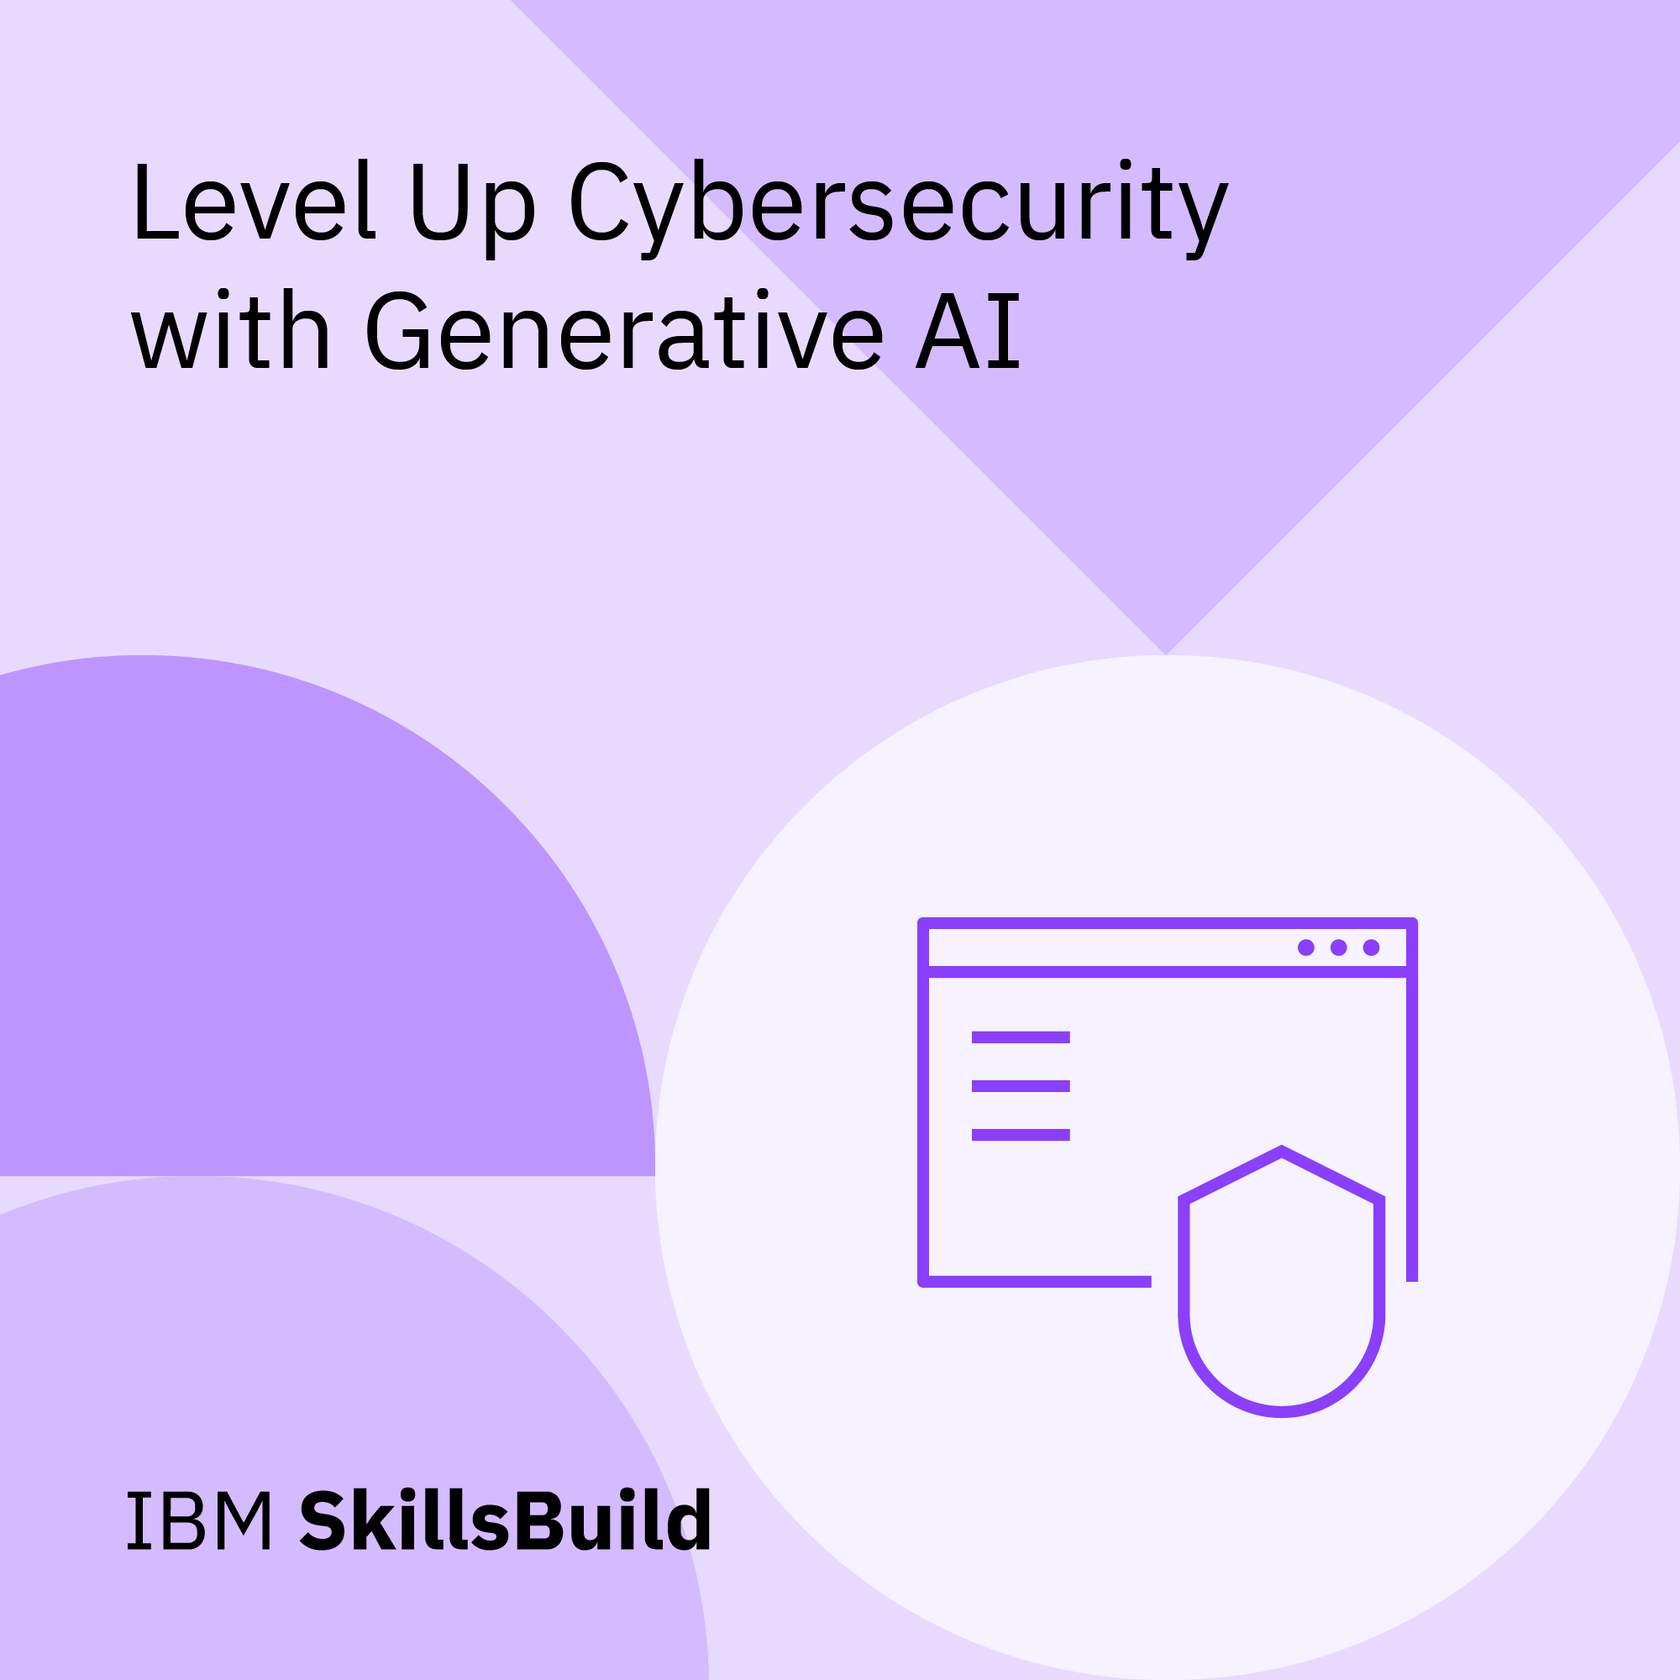 Level Up Cybersecurity
with Generative AI
IBM SkillsBuild